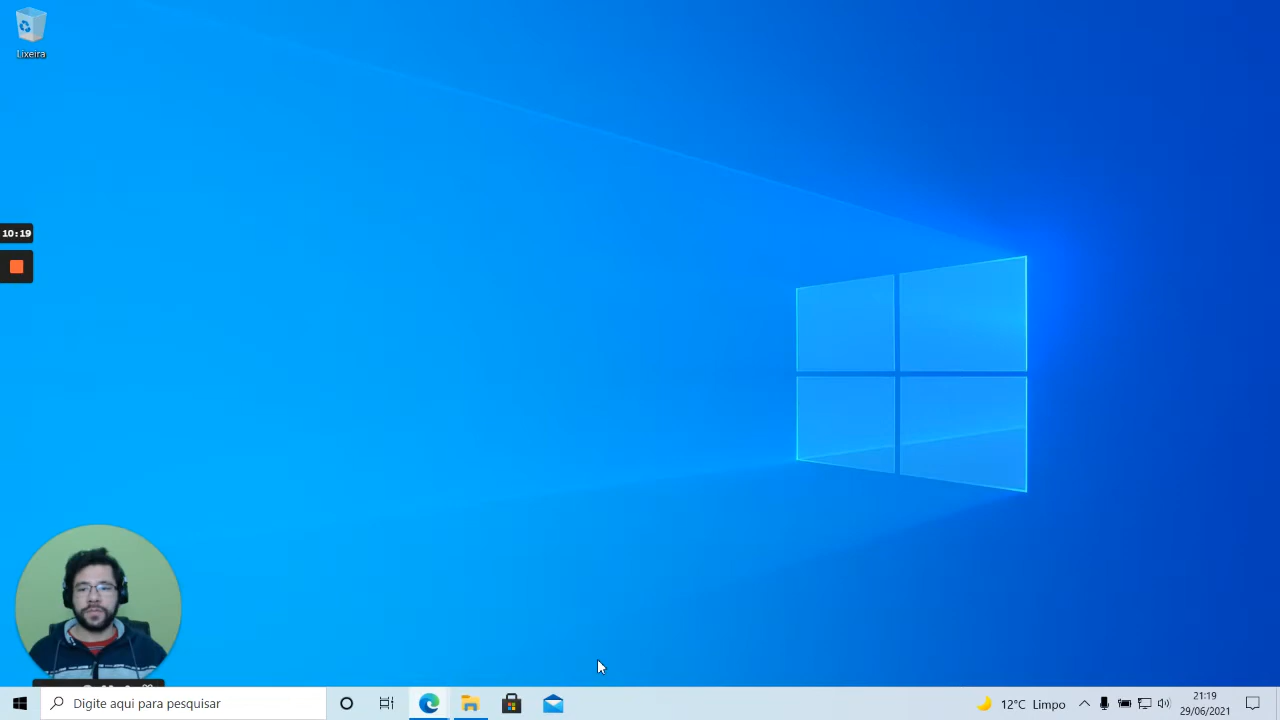 Lixeira
10:19
Digite aqui para pesquisar
12°C Limpo
21:19
29/06/2021